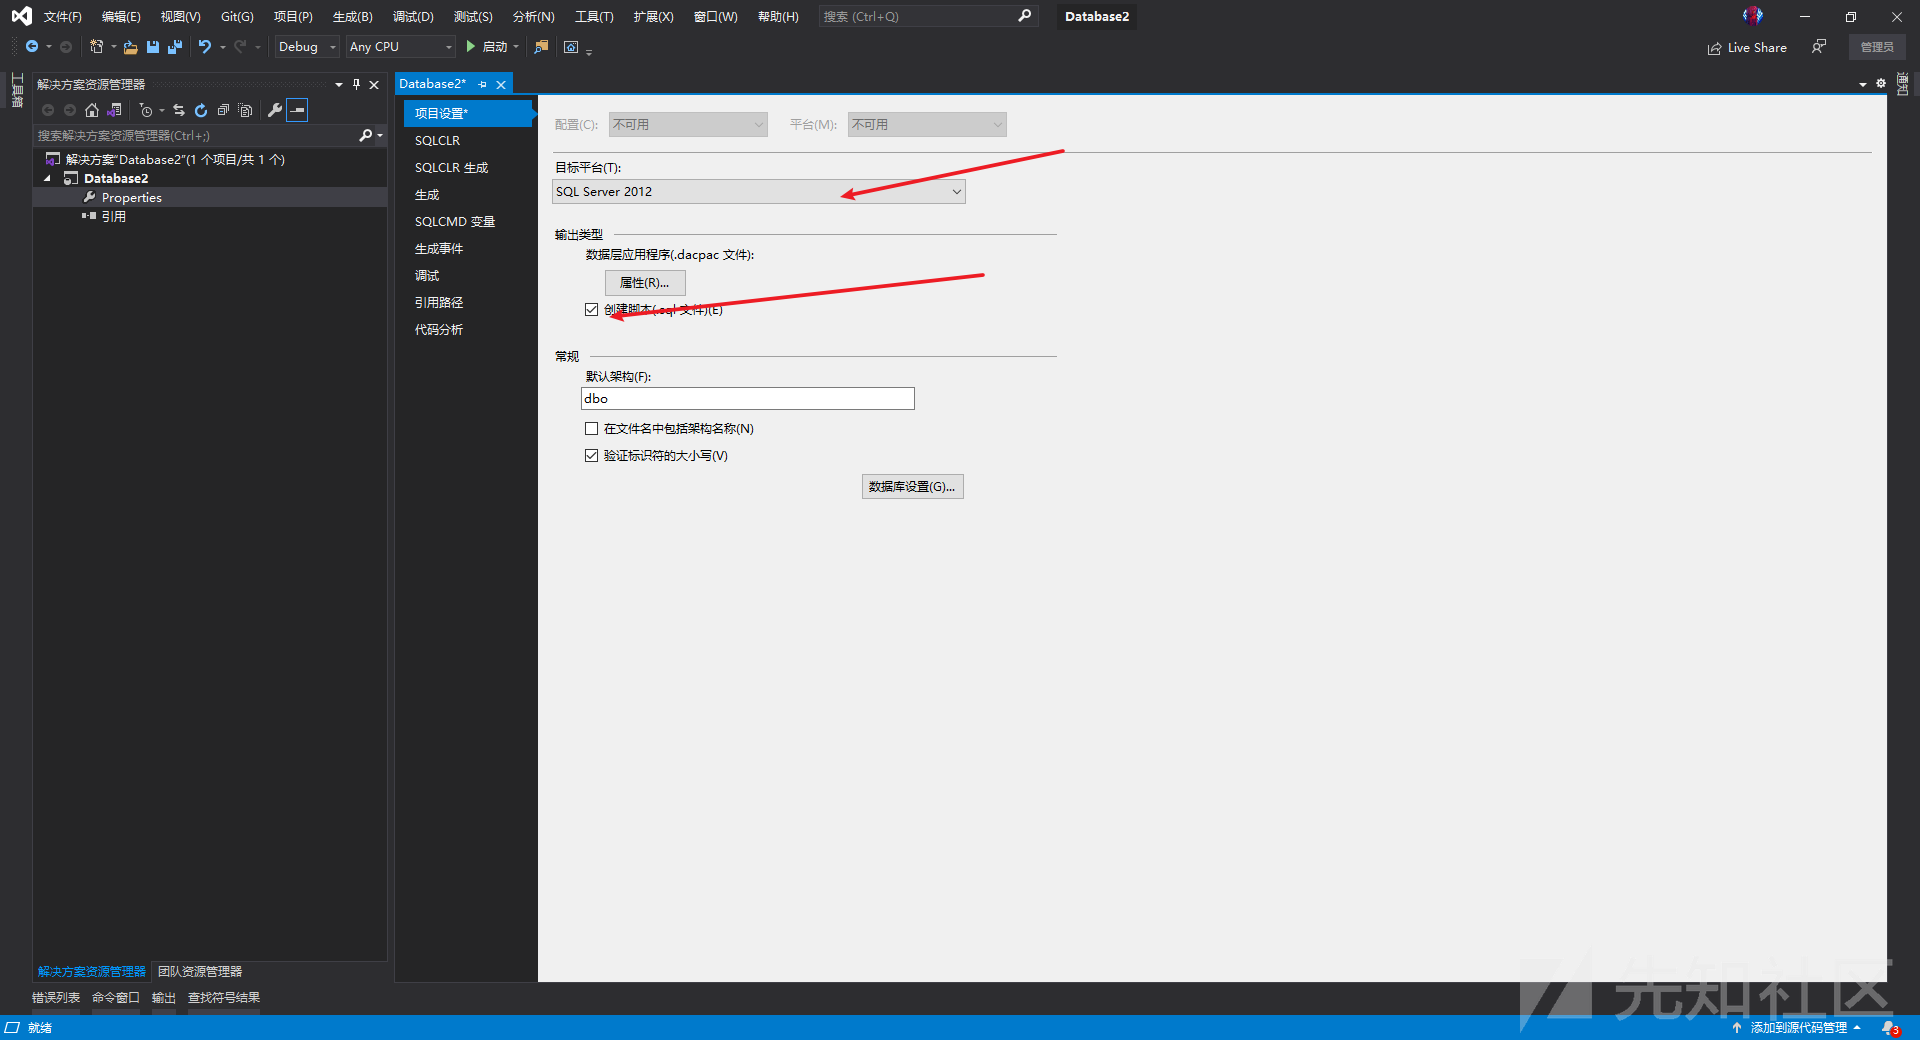 文件(F) 编辑(E) 视图(V) Git(G) 项目(P) 生成(B) 调试(D) 测试(S) 分析(N) 工具(T) 扩展(X) 窗口(W) 帮助(H) 搜索 (Ctrl+Q) Database2
Debug Any CPU 启动 Live Share 管理员
工具箱
解决方案资源管理器
搜索解决方案资源管理器(Ctrl+;)
解决方案"Database2"(1 个项目/共 1 个)
Database2
Properties
引用
Database2*
项目设置*
SQLCLR
SQLCLR 生成
生成
SQLCMD 变量
生成事件
调试
引用路径
代码分析
配置(C): 不可用 平台(M): 不可用
目标平台(T):
SQL Server 2012
输出类型
数据层应用程序(.dacpac 文件):
属性(R)...
创建脚本(.sql 文件)(E)
常规
默认架构(F):
dbo
在文件名中包括架构名称(N)
验证标识符的大小写(V)
数据库设置(G)...
通知
解决方案资源管理器 团队资源管理器
错误列表 命令窗口 输出 查找符号结果
先知社区
就绪 添加到源代码管理 3